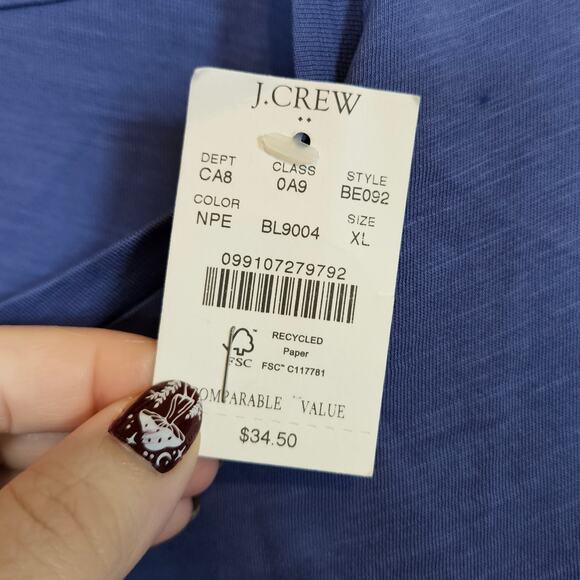 J.CREW
DEPT CLASS STYLE
CA8 0A9 BE092
COLOR SIZE
NPE BL9004 XL
099107279792
RECYCLED
Paper
FSC FSC™ C117781
COMPARABLE VALUE
$34.50